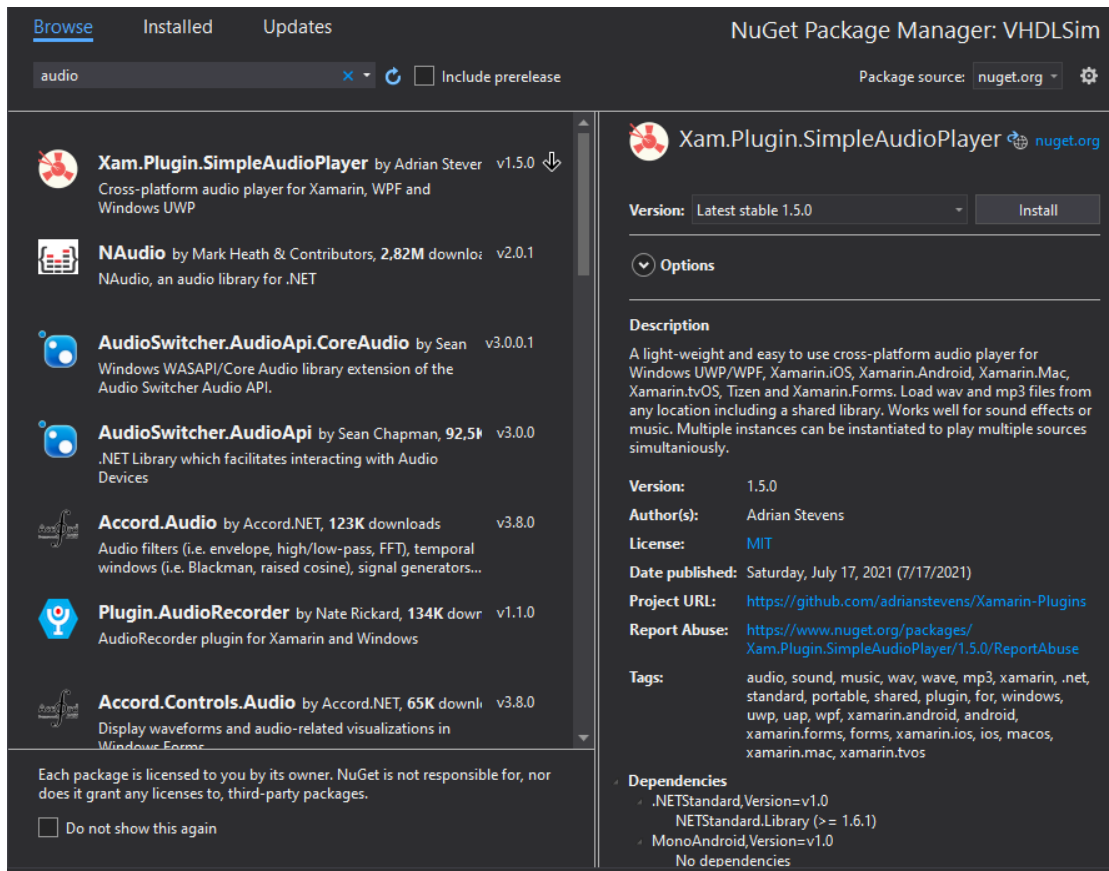 Browse Installed Updates
NuGet Package Manager: VHDLSim
audio
Include prerelease
Package source: nuget.org
Xam.Plugin.SimpleAudioPlayer by Adrian Stever v1.5.0
Cross-platform audio player for Xamarin, WPF and
Windows UWP
NAudio by Mark Heath & Contributors, 2,82M downloa v2.0.1
NAudio, an audio library for .NET
AudioSwitcher.AudioApi.CoreAudio by Sean v3.0.0.1
Windows WASAPI/Core Audio library extension of the
Audio Switcher Audio API.
AudioSwitcher.AudioApi by Sean Chapman, 92,5K v3.0.0
.NET Library which facilitates interacting with Audio
Devices
Accord.Audio by Accord.NET, 123K downloads v3.8.0
Audio filters (i.e. envelope, high/low-pass, FFT), temporal
windows (i.e. Blackman, raised cosine), signal generators...
Plugin.AudioRecorder by Nate Rickard, 134K downr v1.1.0
AudioRecorder plugin for Xamarin and Windows
Accord.Controls.Audio by Accord.NET, 65K downl v3.8.0
Display waveforms and audio-related visualizations in
Windows Forms
Each package is licensed to you by its owner. NuGet is not responsible for, nor
does it grant any licenses to, third-party packages.
Do not show this again
Xam.Plugin.SimpleAudioPlayer nuget.org
Version: Latest stable 1.5.0 Install
Options
Description
A light-weight and easy to use cross-platform audio player for
Windows UWP/WPF, Xamarin.iOS, Xamarin.Android, Xamarin.Mac,
Xamarin.tvOS, Tizen and Xamarin.Forms. Load wav and mp3 files from
any location including a shared library. Works well for sound effects or
music. Multiple instances can be instantiated to play multiple sources
simultaniously.
Version: 1.5.0
Author(s): Adrian Stevens
License: MIT
Date published: Saturday, July 17, 2021 (7/17/2021)
Project URL: https://github.com/adrianstevens/Xamarin-Plugins
Report Abuse: https://www.nuget.org/packages/
Xam.Plugin.SimpleAudioPlayer/1.5.0/ReportAbuse
Tags: audio, sound, music, wav, wave, mp3, xamarin, .net,
standard, portable, shared, plugin, for, windows,
uwp, uap, wpf, xamarin.android, android,
xamarin.forms, forms, xamarin.ios, ios, macos,
xamarin.mac, xamarin.tvos
Dependencies
.NETStandard,Version=v1.0
NETStandard.Library (>= 1.6.1)
MonoAndroid,Version=v1.0
No dependencies